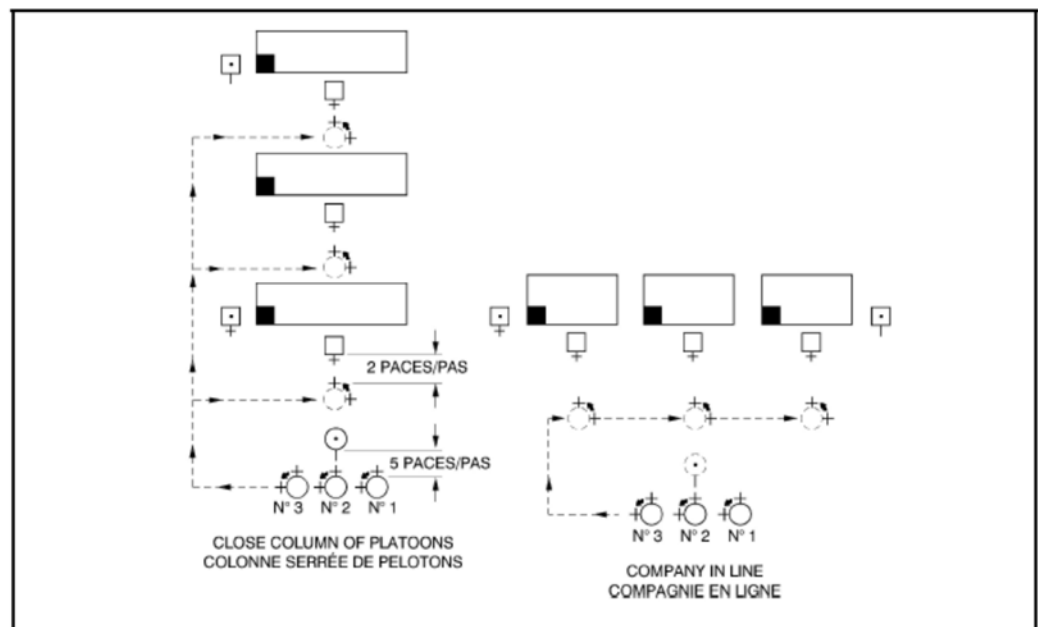 2 PACES/PAS
5 PACES/PAS
N° 3 N° 2 N° 1
CLOSE COLUMN OF PLATOONS
COLONNE SERRÉE DE PELOTONS
N° 3 N° 2 N° 1
COMPANY IN LINE
COMPAGNIE EN LIGNE